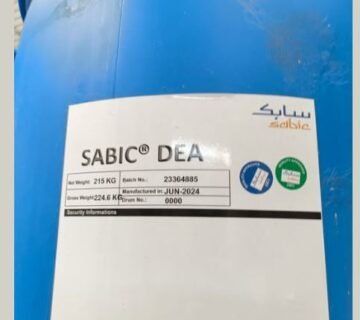 سابك
sabic
SABIC® DEA
Net Weight: 215 KG Batch No.: 23364885
Manufactured in: JUN-2024
Gross Weight: 224.6 KG Drum No.: 0000
Security Informations